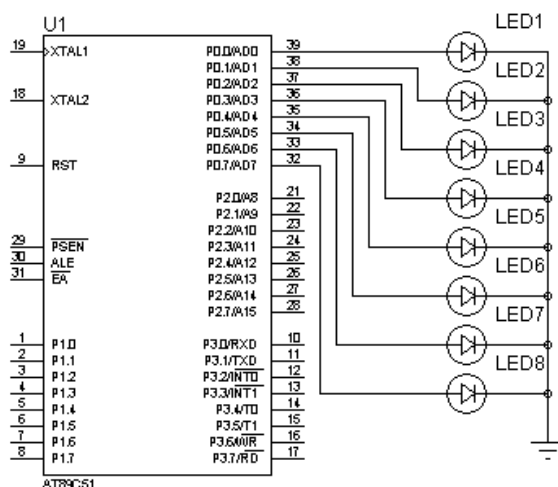 U1
19 XTAL1
18 XTAL2
9 RST
29 PSEN
30 ALE
31 EA
1 P1.0
2 P1.1
3 P1.2
4 P1.3
5 P1.4
6 P1.5
7 P1.6
8 P1.7
P0.0/AD0 39
P0.1/AD1 38
P0.2/AD2 37
P0.3/AD3 36
P0.4/AD4 35
P0.5/AD5 34
P0.6/AD6 33
P0.7/AD7 32
P2.0/A8 21
P2.1/A9 22
P2.2/A10 23
P2.3/A11 24
P2.4/A12 25
P2.5/A13 26
P2.6/A14 27
P2.7/A15 28
P3.0/RXD 10
P3.1/TXD 11
P3.2/INT0 12
P3.3/INT1 13
P3.4/T0 14
P3.5/T1 15
P3.6/WR 16
P3.7/RD 17
AT89C51
LED1
LED2
LED3
LED4
LED5
LED6
LED7
LED8